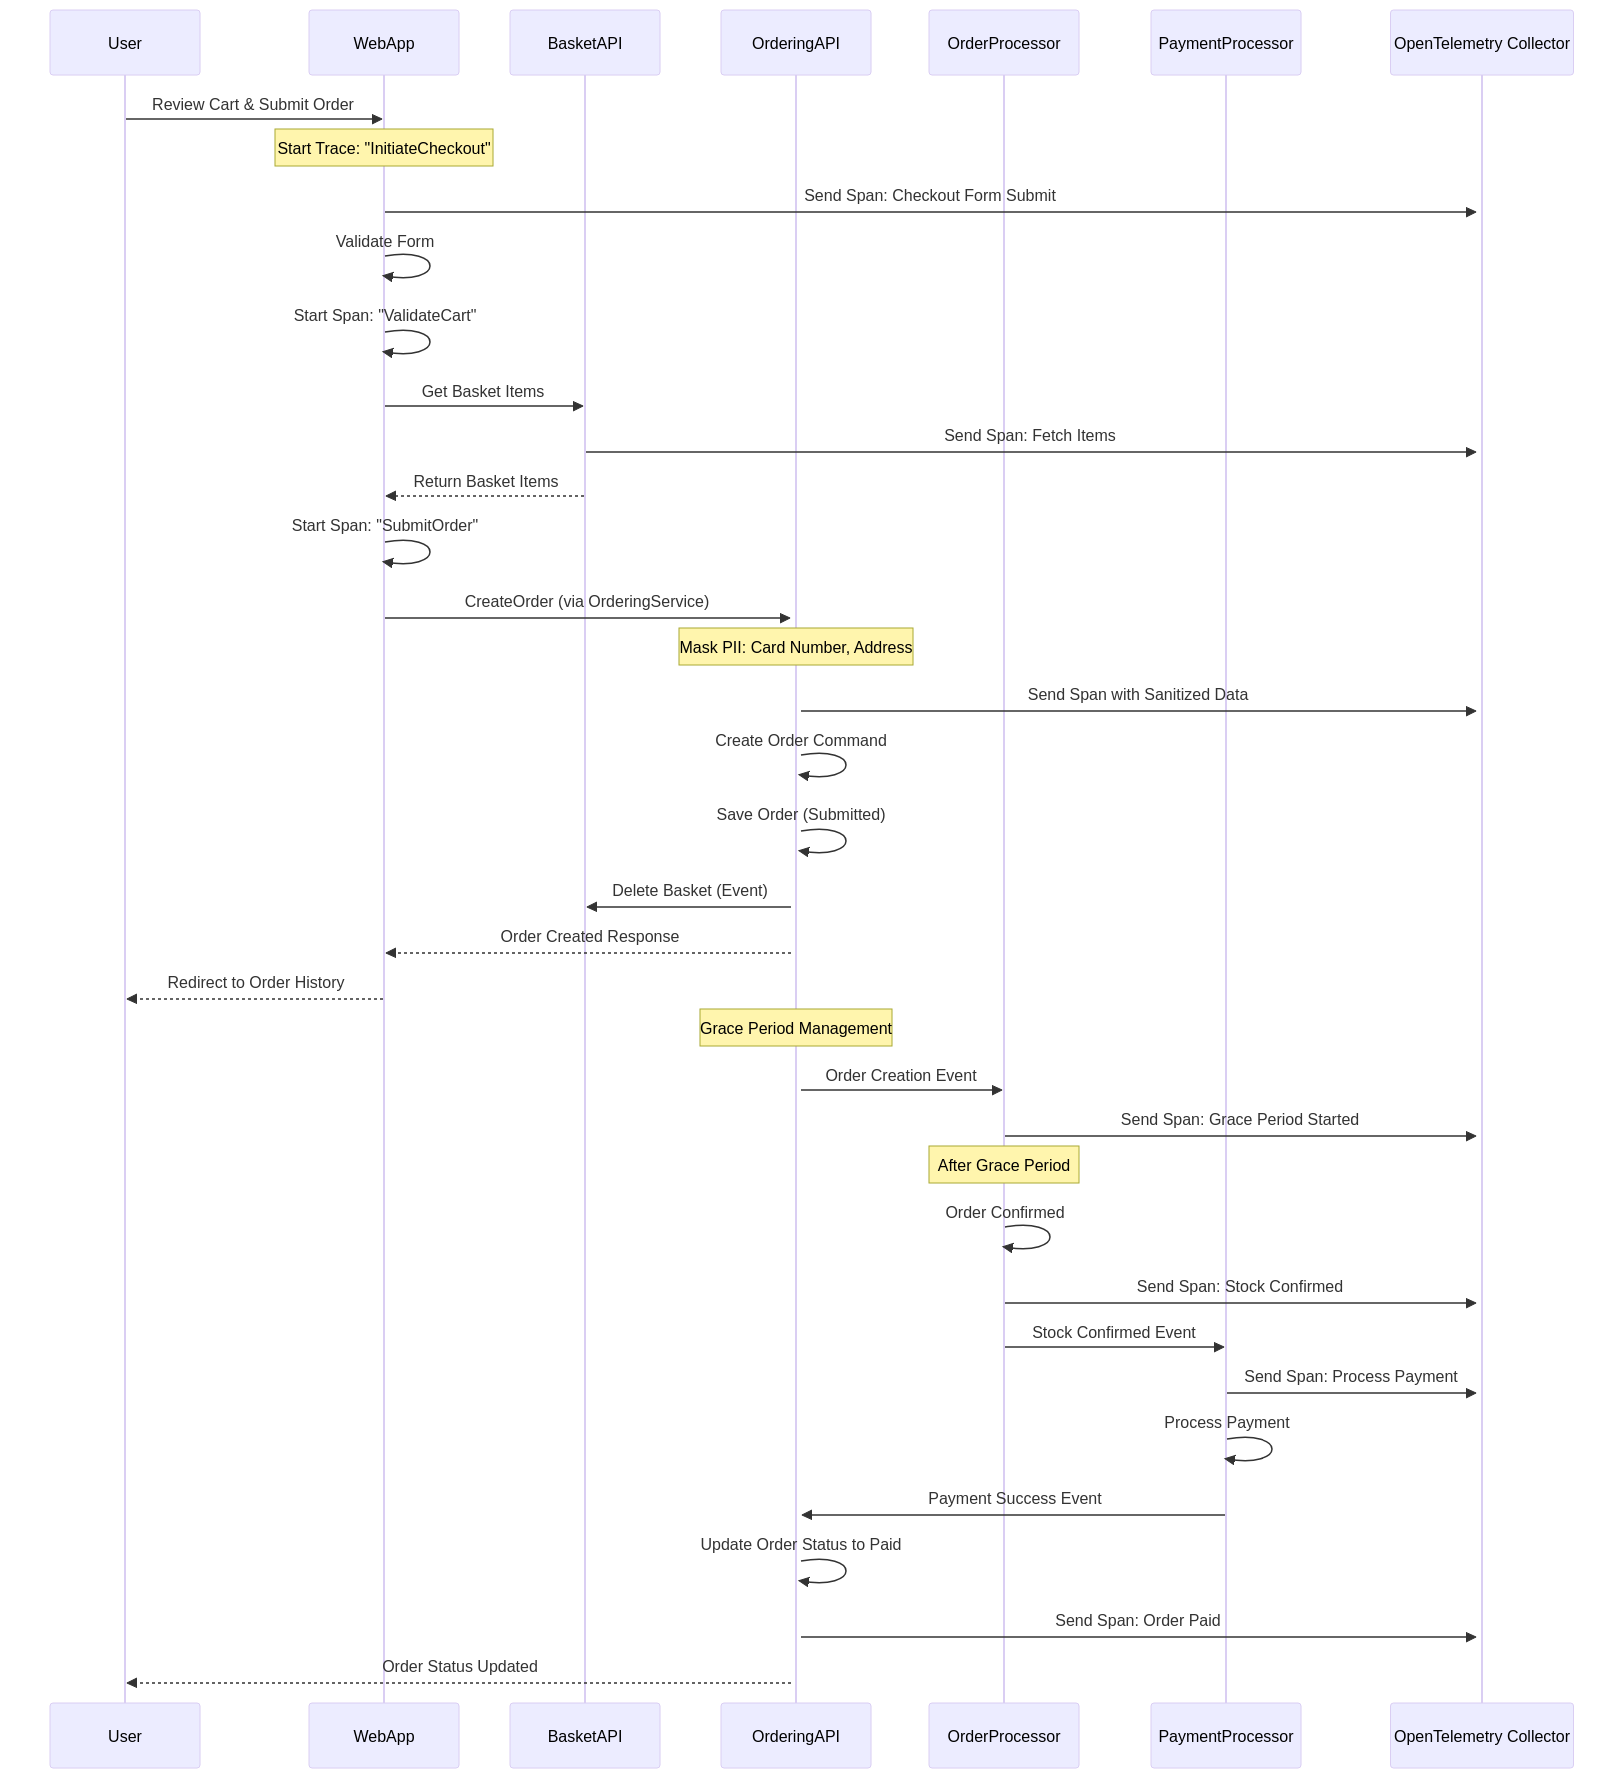 User
WebApp
BasketAPI
OrderingAPI
OrderProcessor
PaymentProcessor
OpenTelemetry Collector
Review Cart & Submit Order
Start Trace: "InitiateCheckout"
Send Span: Checkout Form Submit
Validate Form
Start Span: "ValidateCart"
Get Basket Items
Send Span: Fetch Items
Return Basket Items
Start Span: "SubmitOrder"
CreateOrder (via OrderingService)
Mask PII: Card Number, Address
Send Span with Sanitized Data
Create Order Command
Save Order (Submitted)
Delete Basket (Event)
Order Created Response
Redirect to Order History
Grace Period Management
Order Creation Event
Send Span: Grace Period Started
After Grace Period
Order Confirmed
Send Span: Stock Confirmed
Stock Confirmed Event
Send Span: Process Payment
Process Payment
Payment Success Event
Update Order Status to Paid
Send Span: Order Paid
Order Status Updated
User
WebApp
BasketAPI
OrderingAPI
OrderProcessor
PaymentProcessor
OpenTelemetry Collector